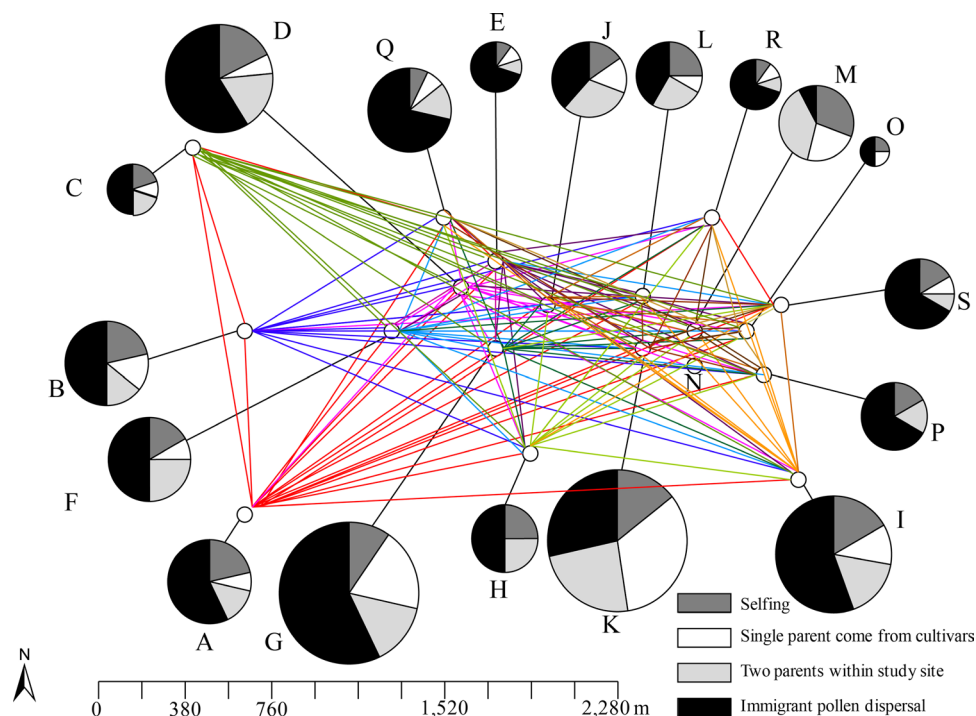 E
D
J
L
R
Q
M
O
C
S
B
N
P
F
I
H
K
A
G
Selfing
Single parent come from cultivars
Two parents within study site
Immigrant pollen dispersal
N
0 380 760 1,520 2,280 m